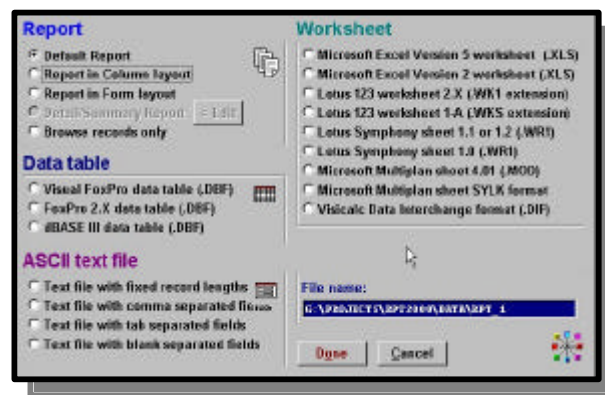 Report
Default Report
Report in Column layout
Report in Form layout
Detail/Summary Report
Edit
Browse records only
Data table
Visual FoxPro data table (.DBF)
FoxPro 2.X data table (.DBF)
dBASE III data table (.DBF)
ASCII text file
Text file with fixed record lengths
Text file with comma separated fields
Text file with tab separated fields
Text file with blank separated fields
Worksheet
Microsoft Excel Version 5 worksheet (.XLS)
Microsoft Excel Version 2 worksheet (.XLS)
Lotus 123 worksheet 2.X (.WK1 extension)
Lotus 123 worksheet 1-A (.WKS extension)
Lotus Symphony sheet 1.1 or 1.2 (.WR1)
Lotus Symphony sheet 1.0 (.WR1)
Microsoft Multiplan sheet 4.01 (.MOD)
Microsoft Multiplan sheet SYLK format
Visicalc Data Interchange format (.DIF)
File name:
G:\PROJECTS\RPT2000\DATA\RPT_1
Done
Cancel